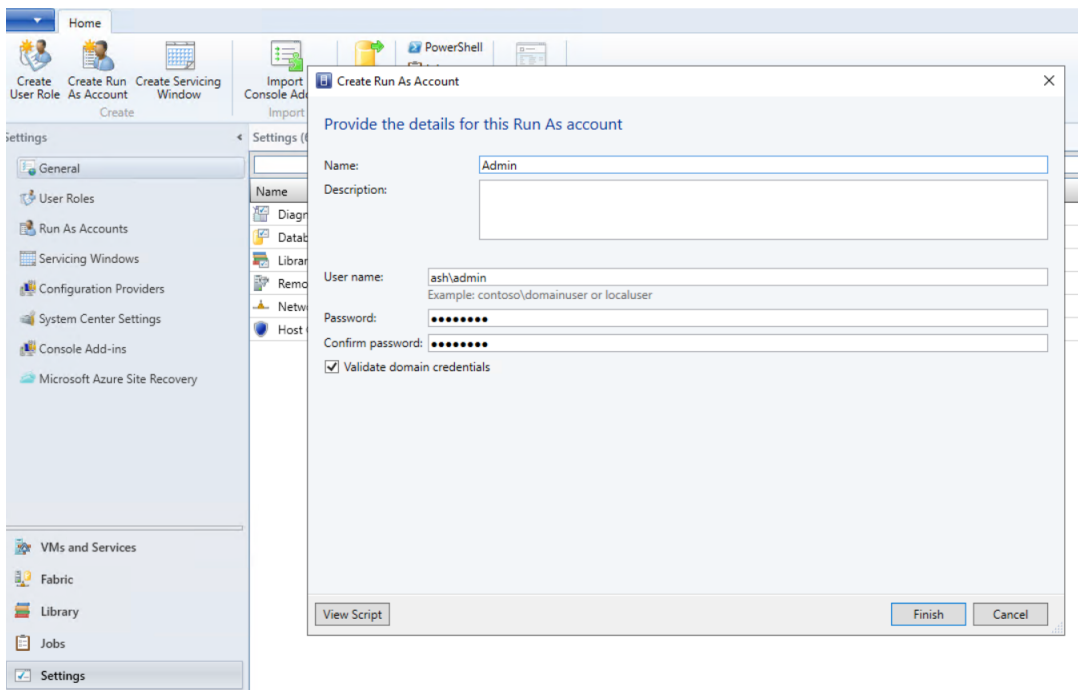 Home
PowerShell
Create User Role
Create Run As Account
Create Servicing Window
Import Console Add
Create
Import
Create Run As Account
Provide the details for this Run As account
Name: Admin
Description:
User name: ash\admin
Example: contoso\domainuser or localuser
Password: ●●●●●●●●
Confirm password: ●●●●●●●●
Validate domain credentials
View Script
Finish
Cancel
Settings
General
User Roles
Run As Accounts
Servicing Windows
Configuration Providers
System Center Settings
Console Add-ins
Microsoft Azure Site Recovery
VMs and Services
Fabric
Library
Jobs
Settings
Settings (
Name
Diagn
Datab
Librar
Remo
Netw
Host